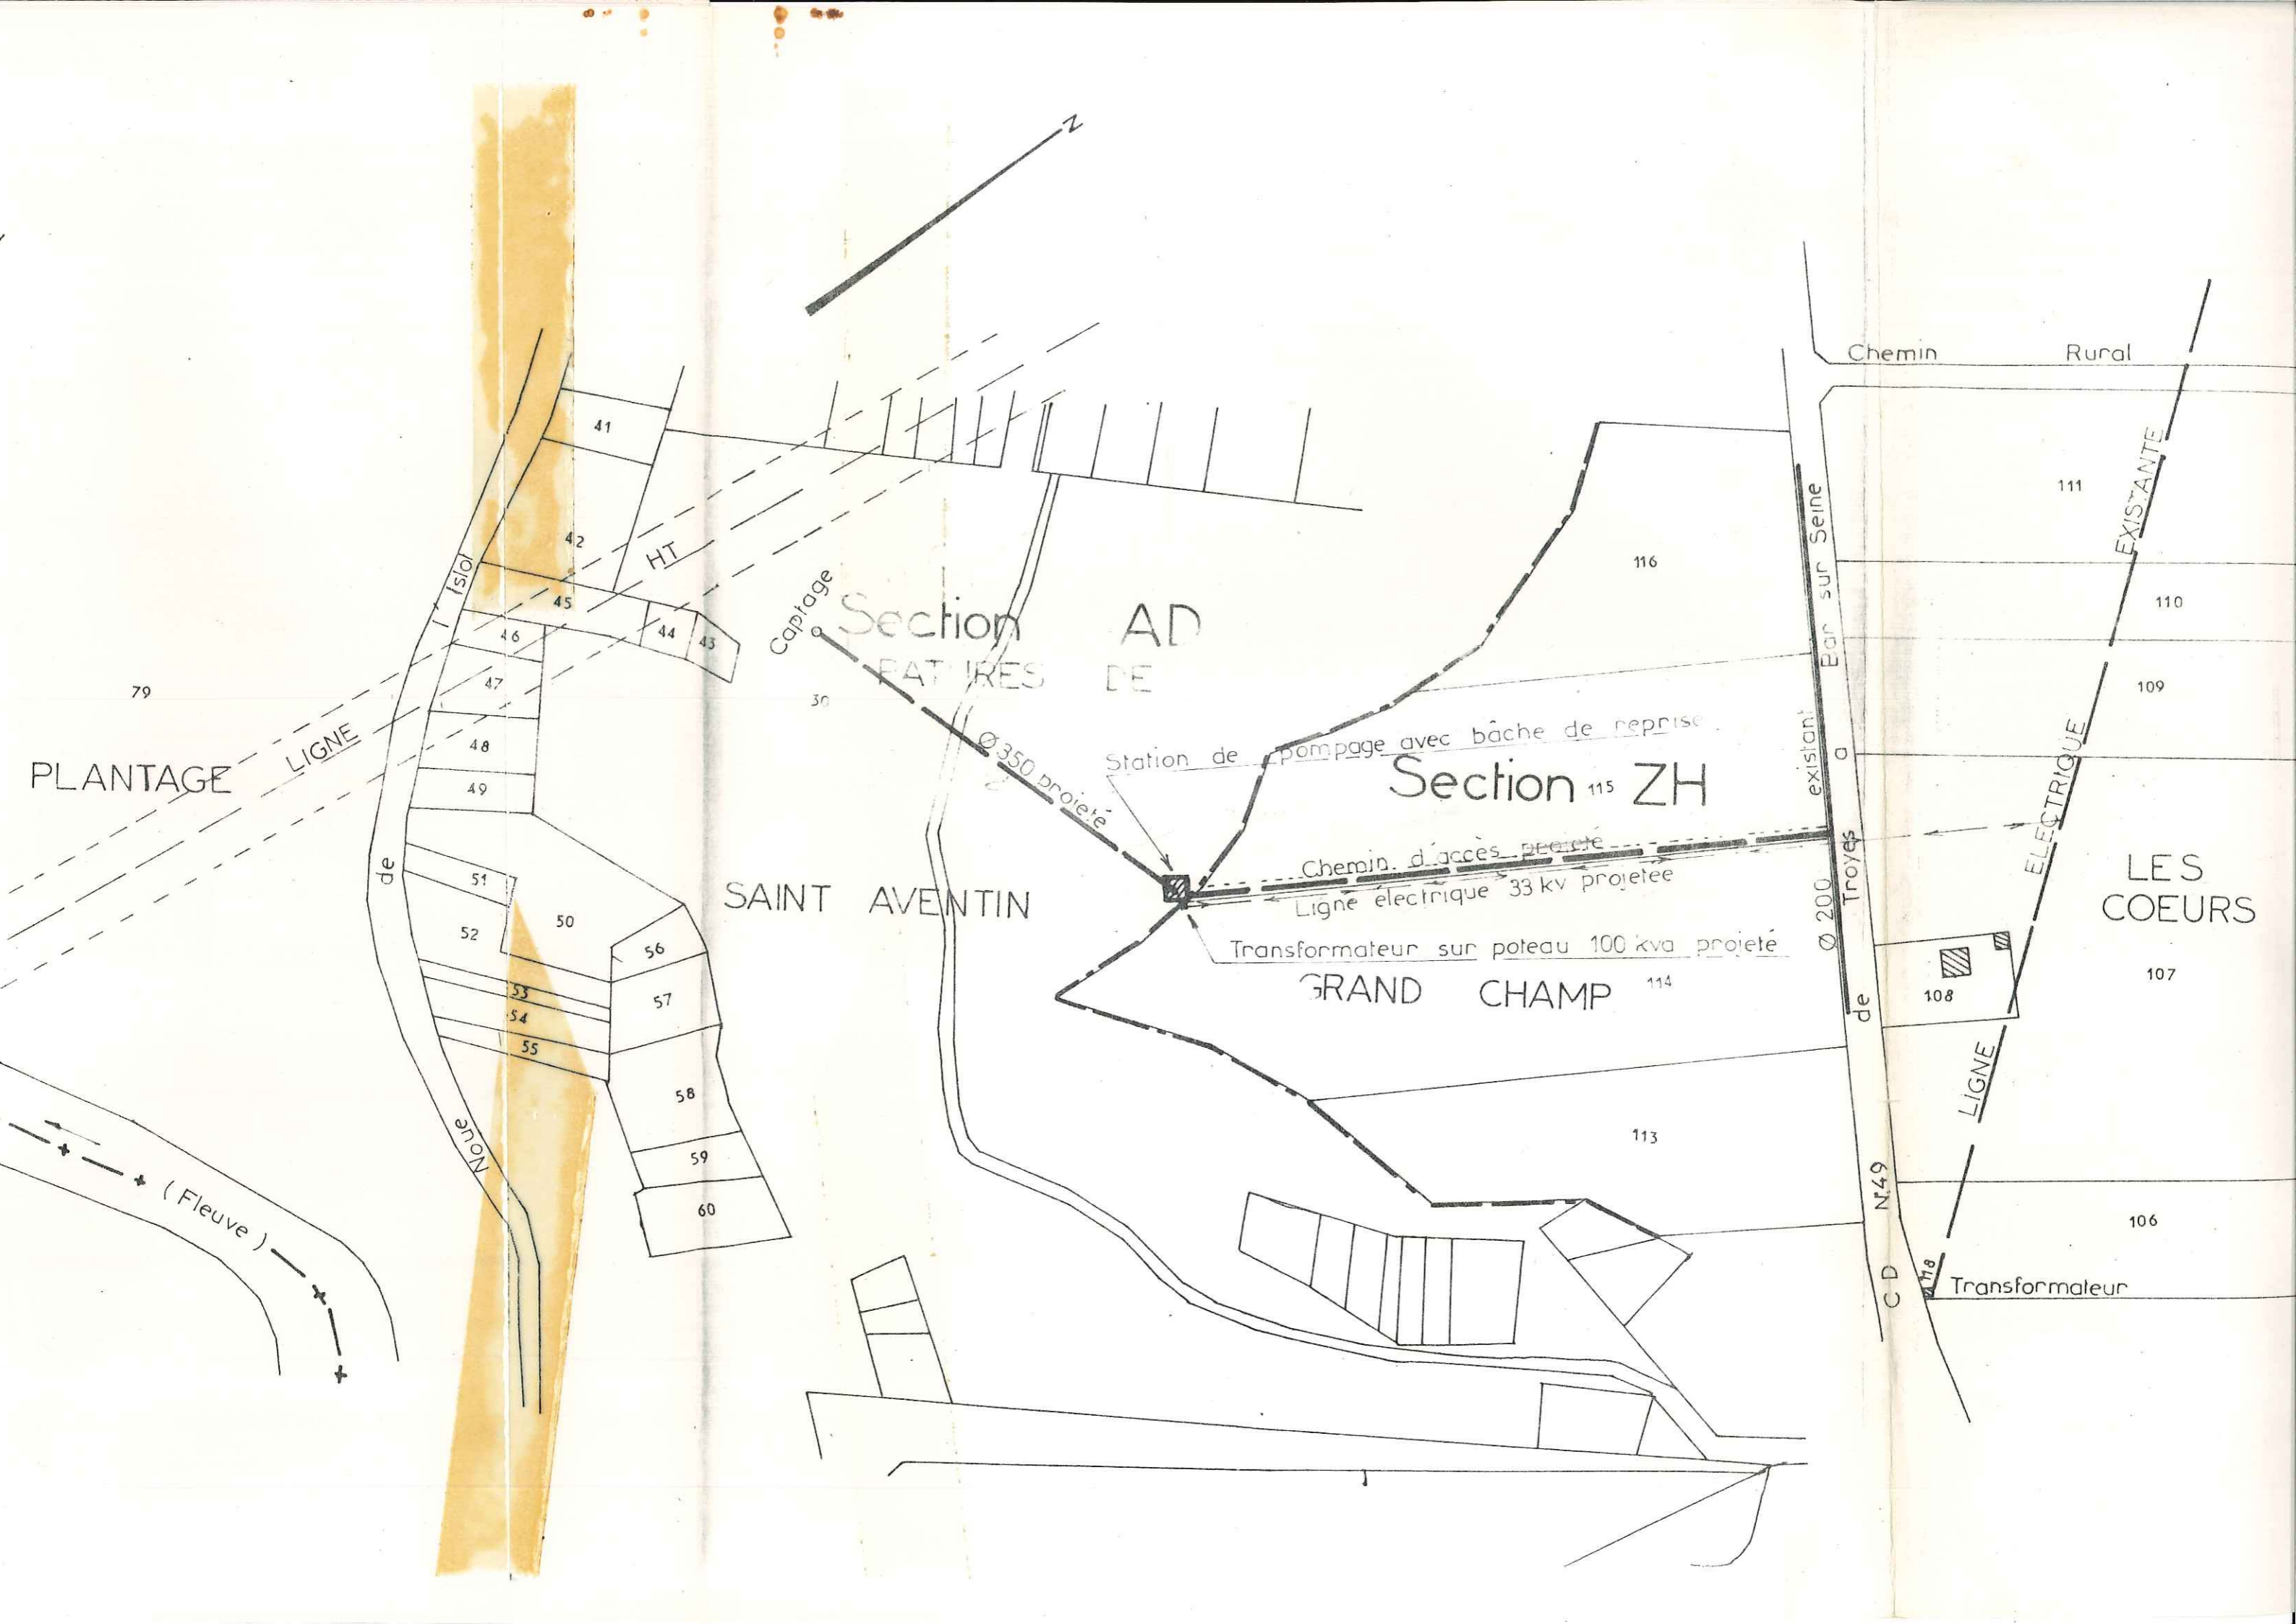 N
Chemin Rural
41
111
EXISTANTE
42
HT
l' Islol
45
Captage
Section AD
116
Bar sur Seine
110
46
44
43
PATURES DE
47
79
30
109
LIGNE
48
Ø 350 projeté
Station de pompage avec bâche de reprise
existant
a
ELECTRIQUE
PLANTAGE
49
Section 115 ZH
de
51
Chemin d'accès projeté
Ligne électrique 33 kv projetée
Troyes
LES
COEURS
SAINT AVENTIN
50
52
56
Ø 200
Transformateur sur poteau 100 kva projeté
107
53
57
GRAND CHAMP 114
108
54
de
55
LIGNE
58
Noue
113
59
N°49
(Fleuve)
60
106
118
CD
Transformateur